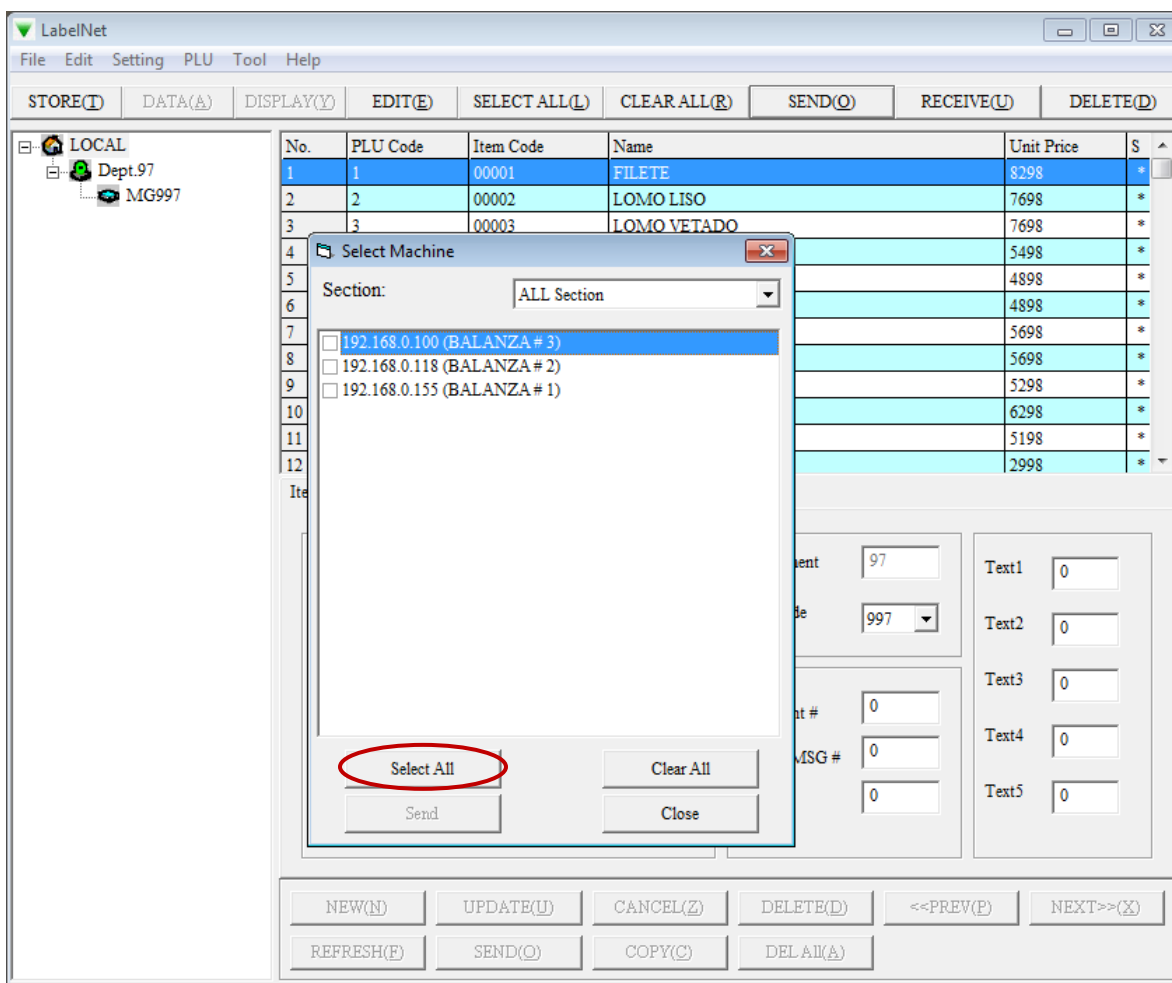 LabelNet
File Edit Setting PLU Tool Help
STORE(T) DATA(A) DISPLAY(Y) EDIT(E) SELECT ALL(L) CLEAR ALL(R) SEND(O) RECEIVE(U) DELETE(D)
LOCAL
Dept.97
MG997
No. PLU Code Item Code Name Unit Price S
1 1 00001 FILETE 8298 *
2 2 00002 LOMO LISO 7698 *
3 3 00003 LOMO VETADO 7698 *
4 5498 *
5 4898 *
6 4898 *
7 5698 *
8 5698 *
9 5298 *
10 6298 *
11 5198 *
12 2998 *
Select Machine
Section: ALL Section
192.168.0.100 (BALANZA # 3)
192.168.0.118 (BALANZA # 2)
192.168.0.155 (BALANZA # 1)
Select All Clear All
Send Close
97
997
0
MSG # 0
0
Text1 0
Text2 0
Text3 0
Text4 0
Text5 0
NEW(N) UPDATE(U) CANCEL(Z) DELETE(D) <<PREV(P) NEXT>>(X)
REFRESH(F) SEND(O) COPY(C) DEL All(A)